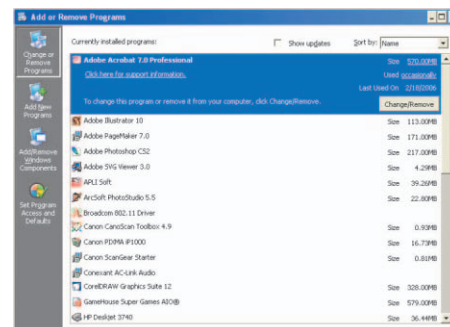 Add or Remove Programs
Change or
Remove
Programs
Add New
Programs
Add/Remove
Windows
Components
Set Program
Access and
Defaults
Currently installed programs:
Show updates
Sort by: Name
Adobe Acrobat 7.0 Professional Size 570.00MB
Click here for support information. Used occasionally
Last Used On 2/18/2006
To change this program or remove it from your computer, click Change/Remove. Change/Remove
Adobe Illustrator 10 Size 113.00MB
Adobe PageMaker 7.0 Size 171.00MB
Adobe Photoshop CS2 Size 217.00MB
Adobe SVG Viewer 3.0 Size 4.29MB
APLI Soft Size 39.26MB
ArcSoft PhotoStudio 5.5 Size 22.80MB
Broadcom 802.11 Driver
Canon CanoScan Toolbox 4.9 Size 0.93MB
Canon PIXMA iP1000 Size 16.73MB
Canon ScanGear Starter Size 0.81MB
Conexant AC-Link Audio
CorelDRAW Graphics Suite 12 Size 328.00MB
GameHouse Super Games AIO® Size 579.00MB
HP Deskjet 3740 Size 36.44MB